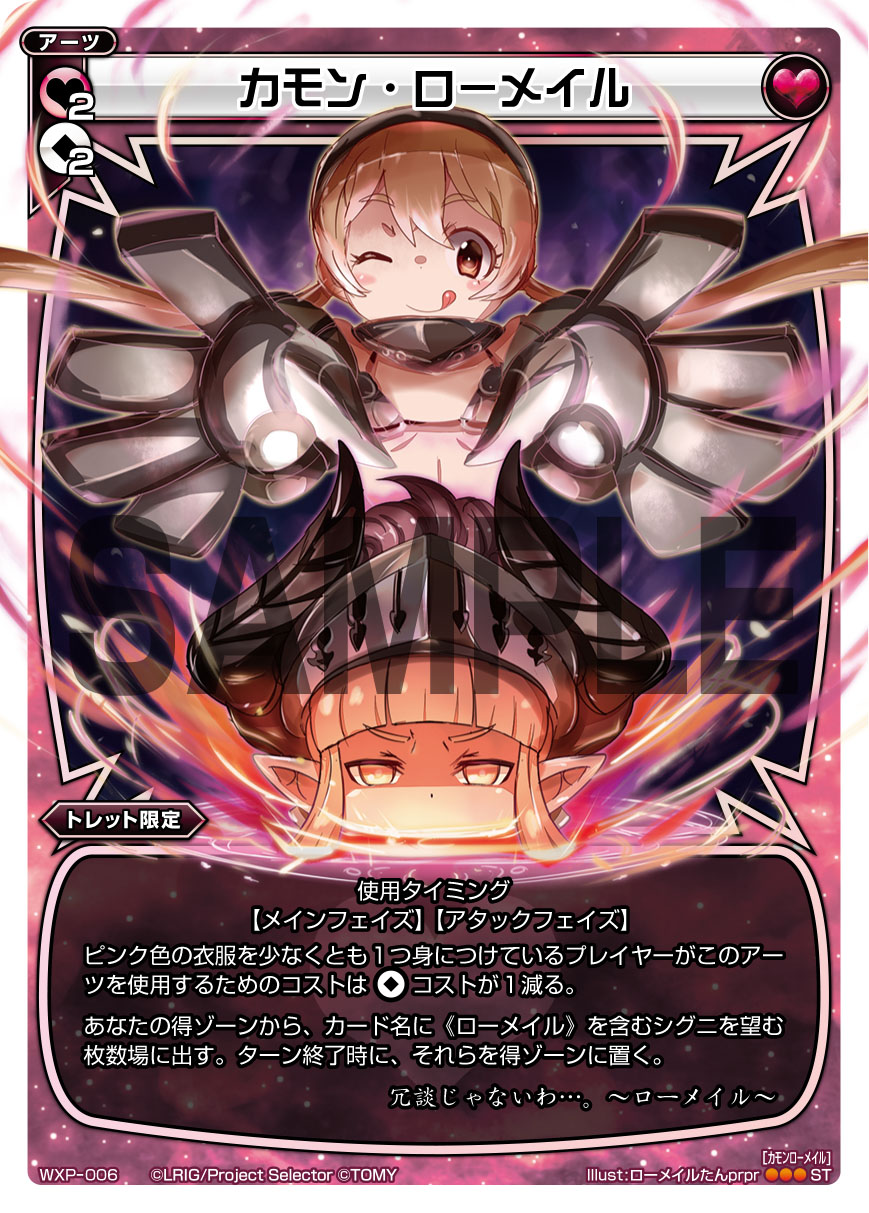 アーツ
カモン・ローメイル
2
2
SAMPLE
トレット限定
使用タイミング
【メインフェイズ】【アタックフェイズ】
ピンク色の衣服を少なくとも1つ身につけているプレイヤーがこのアー
ツを使用するためのコストは コストが1減る。
あなたの得ゾーンから、カード名に《ローメイル》を含むシグニを望む
枚数場に出す。ターン終了時に、それらを得ゾーンに置く。
冗談じゃないわ…。~ローメイル~
[カモンローメイル]
WXP-006 ©LRIG/Project Selector ©TOMY Illust:ローメイルたんprpr ST